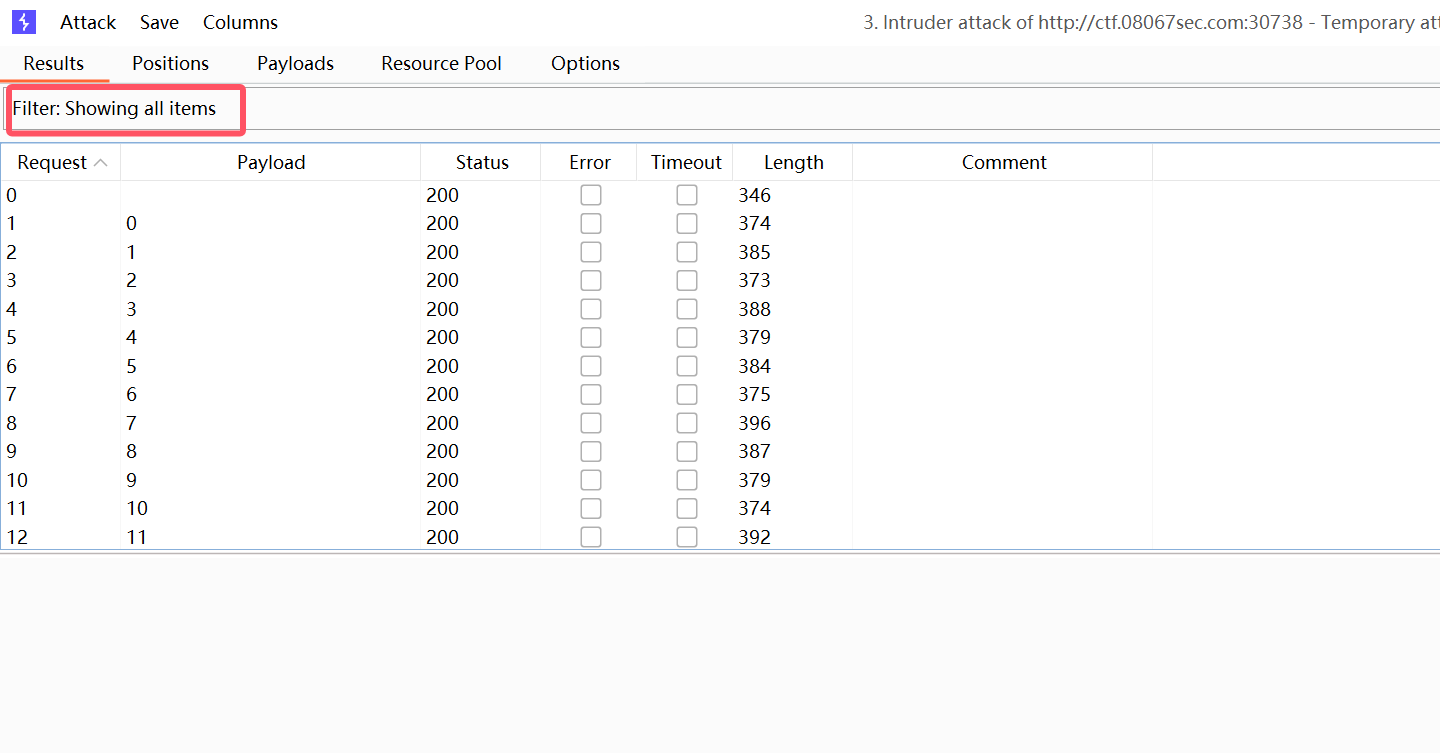 Attack Save Columns 3. Intruder attack of http://ctf.08067sec.com:30738 - Temporary att
Results Positions Payloads Resource Pool Options
Filter: Showing all items
Request Payload Status Error Timeout Length Comment
0 200 346
1 0 200 374
2 1 200 385
3 2 200 373
4 3 200 388
5 4 200 379
6 5 200 384
7 6 200 375
8 7 200 396
9 8 200 387
10 9 200 379
11 10 200 374
12 11 200 392